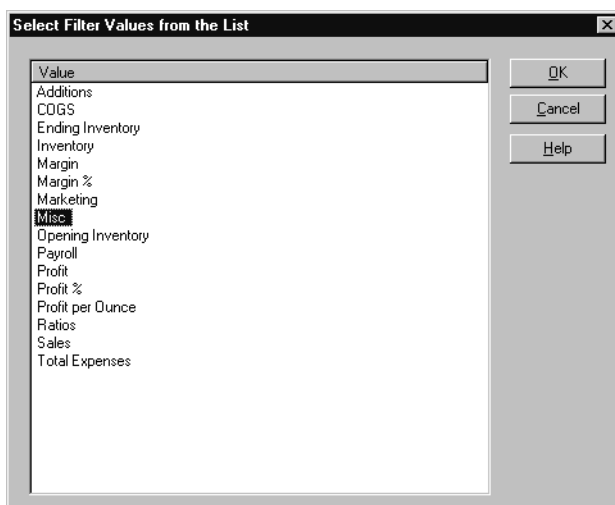 Select Filter Values from the List
Value
Additions
COGS
Ending Inventory
Inventory
Margin
Margin %
Marketing
Misc
Opening Inventory
Payroll
Profit
Profit %
Profit per Ounce
Ratios
Sales
Total Expenses
OK
Cancel
Help